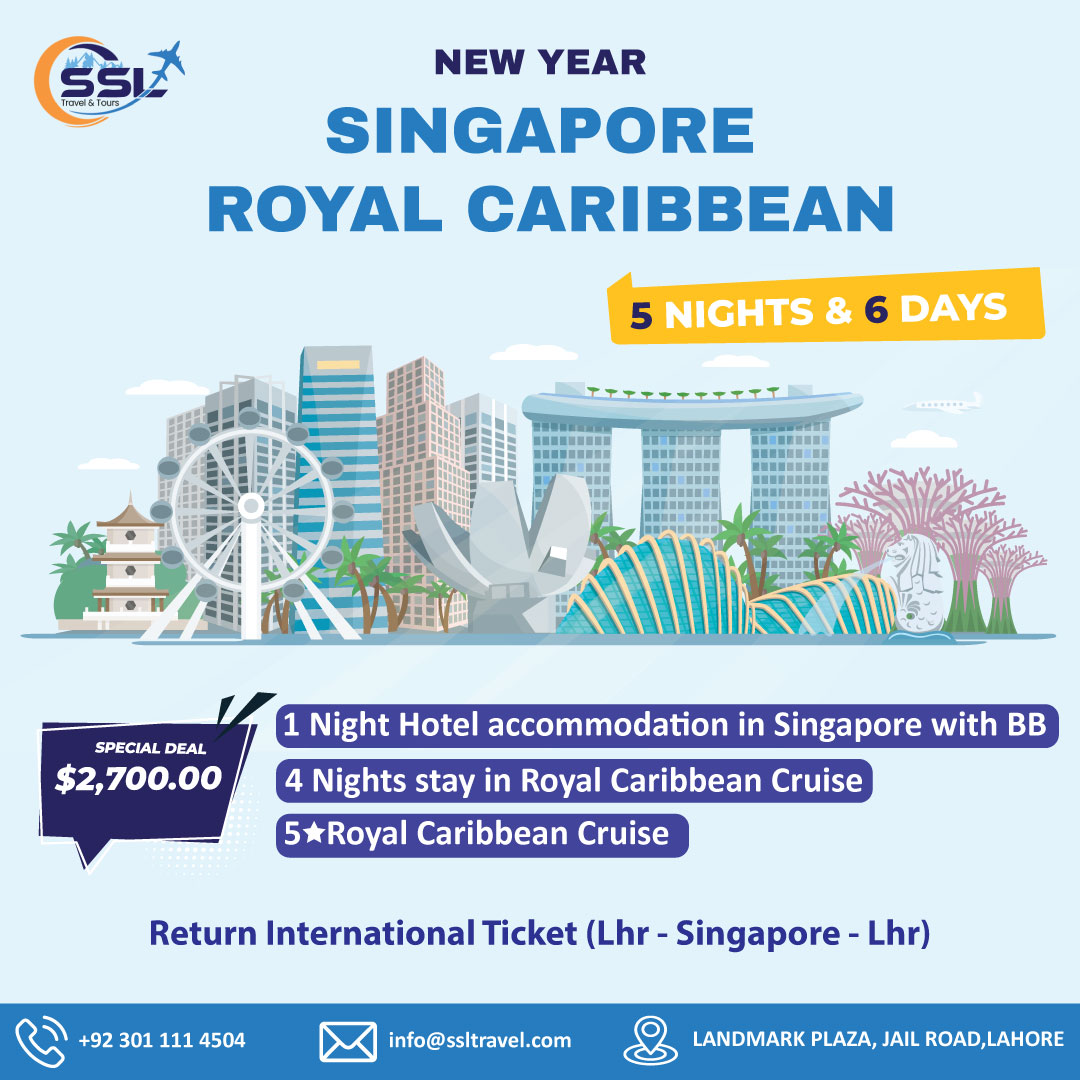 SSL
Travel & Tours
NEW YEAR
SINGAPORE
ROYAL CARIBBEAN
5 NIGHTS & 6 DAYS
SPECIAL DEAL
$2,700.00
1 Night Hotel accommodation in Singapore with BB
4 Nights stay in Royal Caribbean Cruise
5★Royal Caribbean Cruise
Return International Ticket (Lhr - Singapore - Lhr)
+92 301 111 4504
info@ssltravel.com
LANDMARK PLAZA, JAIL ROAD,LAHORE